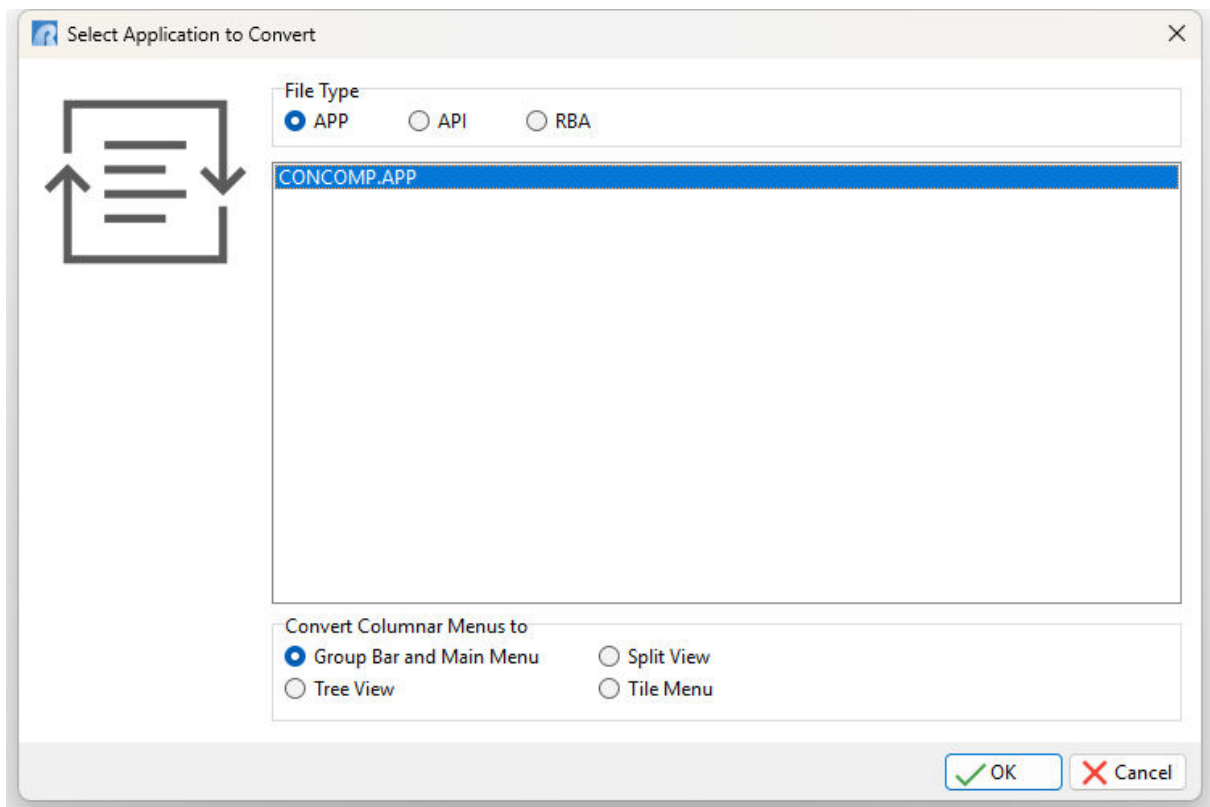 Select Application to Convert
File Type
APP API RBA
CONCOMP.APP
Convert Columnar Menus to
Group Bar and Main Menu Split View
Tree View Tile Menu
OK Cancel